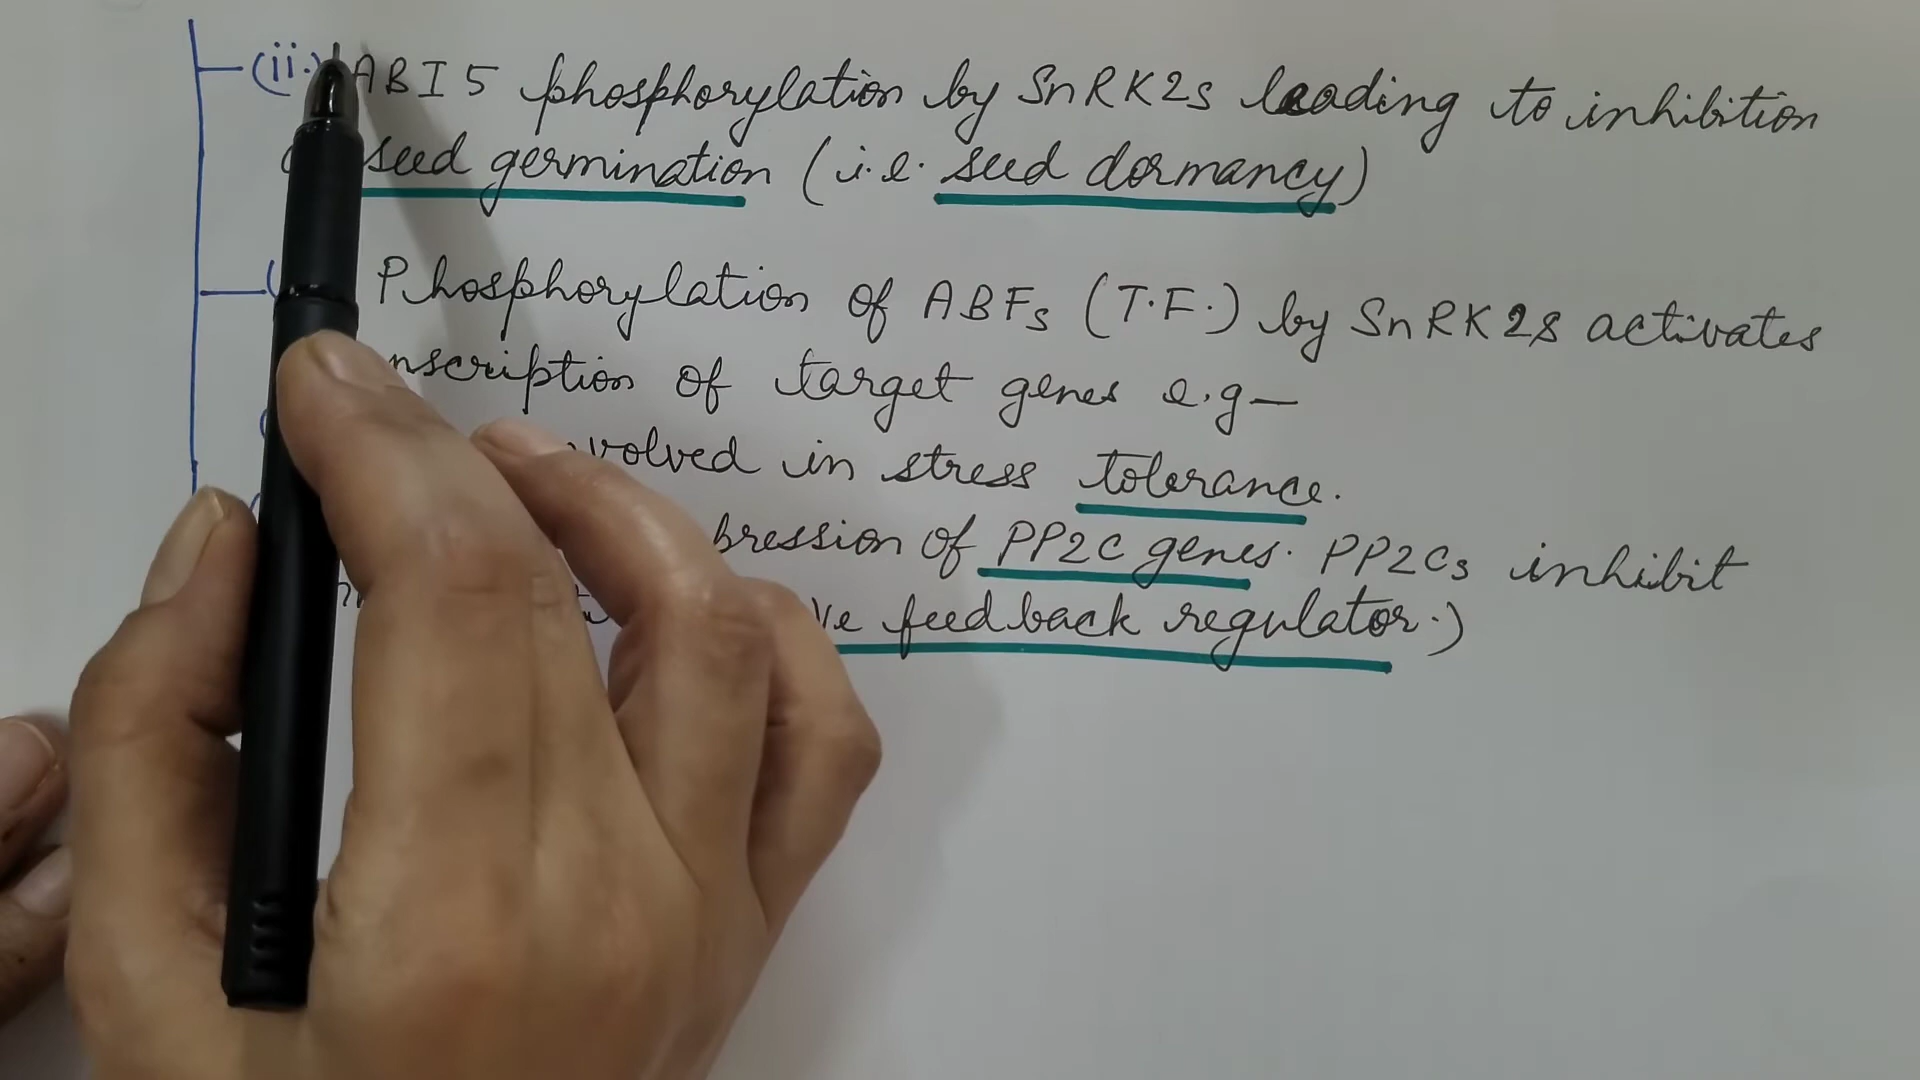 (ii.) ABI5 phosphorylation by SnRK2s leading to inhibition
seed germination (i.e. seed dormancy)
Phosphorylation of ABFs (T.F.) by SnRK2s activates
nscription of target genes e.g—
volved in stress tolerance.
pression of PP2C genes. PP2Cs inhibit
ve feedback regulator.)